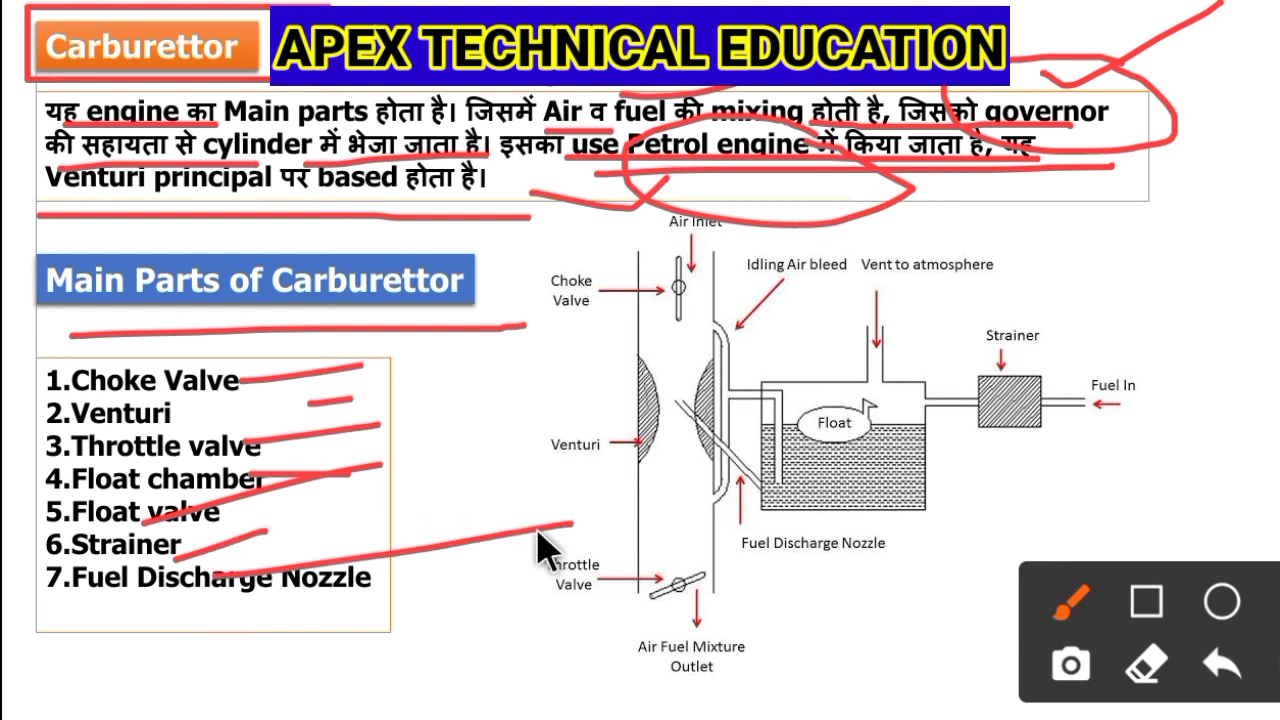 Carburettor
APEX TECHNICAL EDUCATION
यह engine का Main parts होता है। जिसमें Air व fuel की mixing होती है, जिसको governor
की सहायता से cylinder में भेजा जाता है। इसका use Petrol engine में किया जाता है, यह
Venturi principal पर based होता है।
Main Parts of Carburettor
1.Choke Valve
2.Venturi
3.Throttle valve
4.Float chamber
5.Float valve
6.Strainer
7.Fuel Discharge Nozzle
Air Inlet
Choke
Valve
Idling Air bleed
Vent to atmosphere
Strainer
Fuel In
Float
Venturi
Fuel Discharge Nozzle
Throttle
Valve
Air Fuel Mixture
Outlet